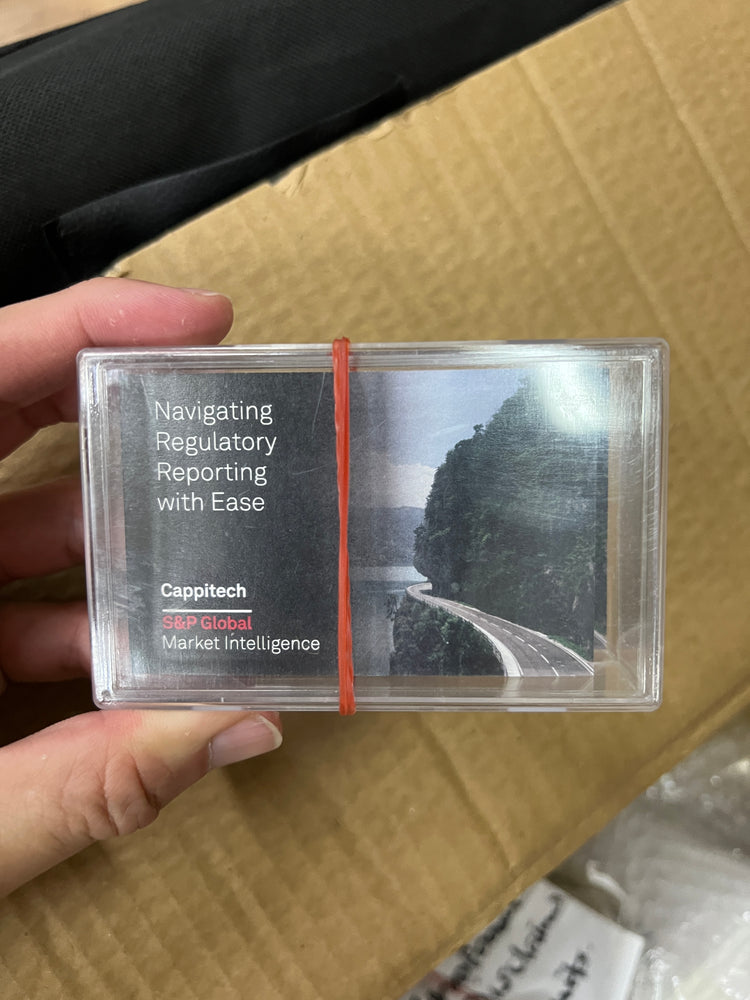 Navigating
Regulatory
Reporting
with Ease
Cappitech
S&P Global
Market Intelligence